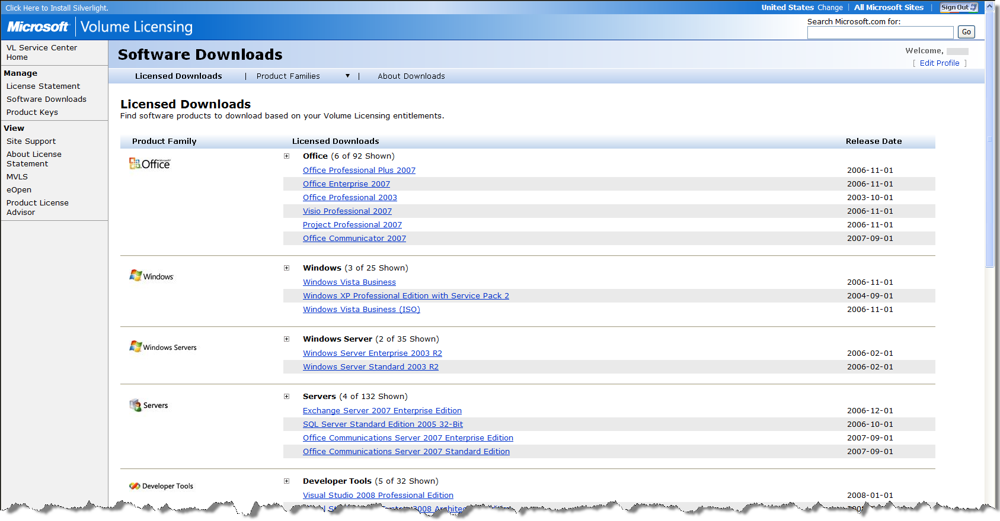 Click Here to Install Silverlight.
United States Change | All Microsoft Sites | Sign Out
Microsoft | Volume Licensing
Search Microsoft.com for:
Go
VL Service Center Home
Manage
License Statement
Software Downloads
Product Keys
View
Site Support
About License Statement
MVLS
eOpen
Product License Advisor
Software Downloads
Welcome,
[ Edit Profile ]
Licensed Downloads | Product Families ▼ | About Downloads
Licensed Downloads
Find software products to download based on your Volume Licensing entitlements.
Product Family Licensed Downloads Release Date
Microsoft Office
Office (6 of 92 Shown)
Office Professional Plus 2007 2006-11-01
Office Enterprise 2007 2006-11-01
Office Professional 2003 2003-10-01
Visio Professional 2007 2006-11-01
Project Professional 2007 2006-11-01
Office Communicator 2007 2007-09-01
Windows
Windows (3 of 25 Shown)
Windows Vista Business 2006-11-01
Windows XP Professional Edition with Service Pack 2 2004-09-01
Windows Vista Business (ISO) 2006-11-01
Windows Servers
Windows Server (2 of 35 Shown)
Windows Server Enterprise 2003 R2 2006-02-01
Windows Server Standard 2003 R2 2006-02-01
Servers
Servers (4 of 132 Shown)
Exchange Server 2007 Enterprise Edition 2006-12-01
SQL Server Standard Edition 2005 32-Bit 2006-10-01
Office Communications Server 2007 Enterprise Edition 2007-09-01
Office Communications Server 2007 Standard Edition 2007-09-01
Developer Tools
Developer Tools (5 of 32 Shown)
Visual Studio 2008 Professional Edition 2008-01-01
2008